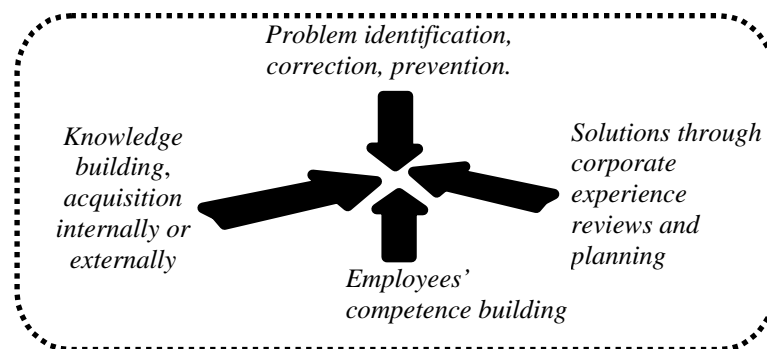 Problem identification,
correction, prevention.
Knowledge
building,
acquisition
internally or
externally
Solutions through
corporate
experience
reviews and
planning
Employees’
competence building